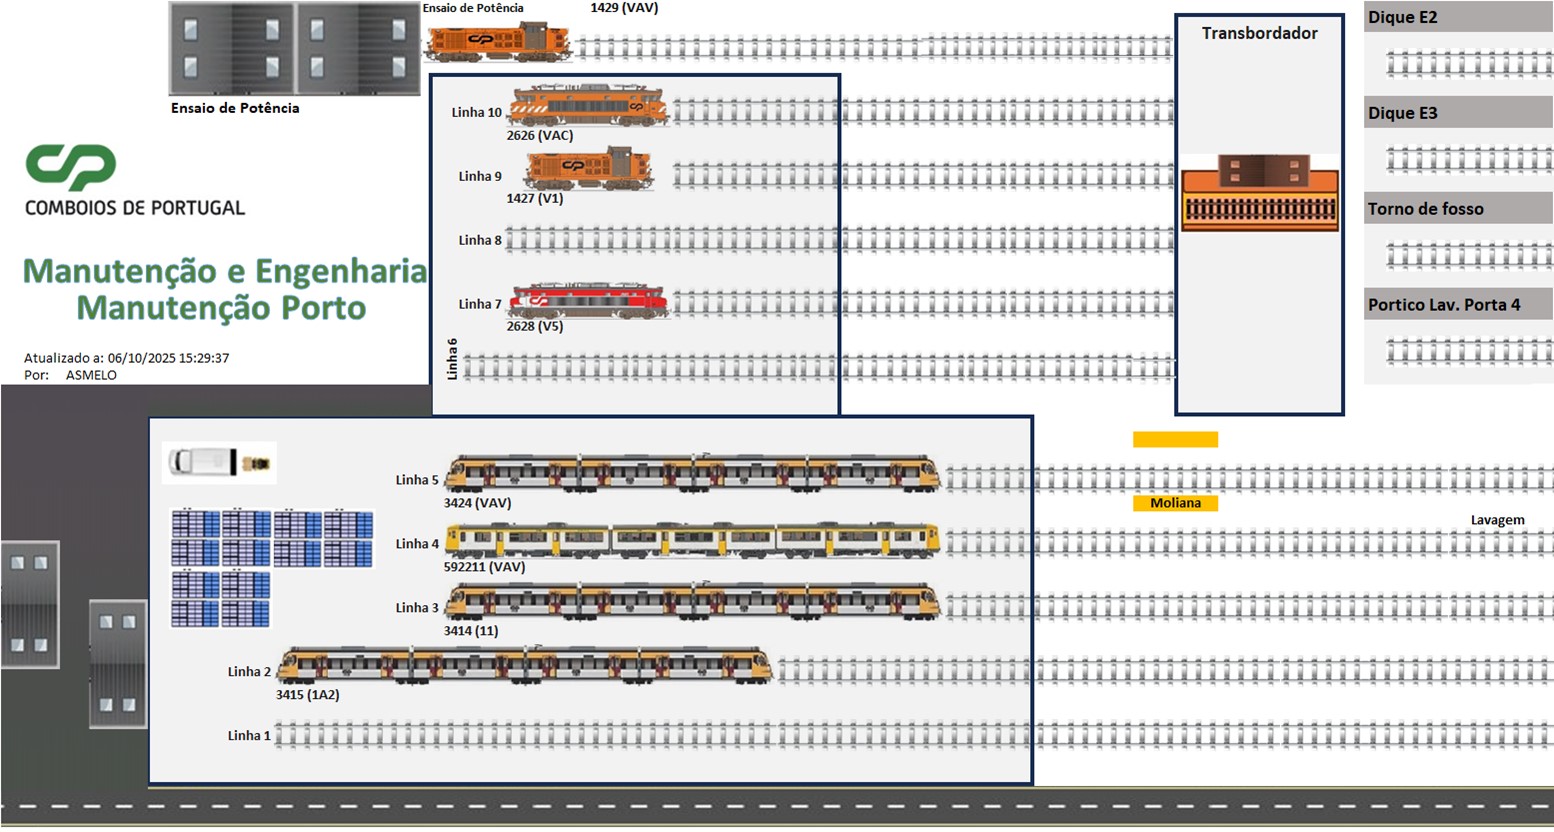 Ensaio de Potência
1429 (VAV)
Ensaio de Potência
Transbordador
Dique E2
Dique E3
Torno de fosso
Portico Lav. Porta 4
Linha 10
2626 (VAC)
Linha 9
1427 (V1)
Linha 8
Linha 7
2628 (V5)
Linha 6
CP
COMBOIOS DE PORTUGAL
Manutenção e Engenharia
Manutenção Porto
Atualizado a: 06/10/2025 15:29:37
Por: ASMELO
Linha 5
3424 (VAV)
Moliana
Lavagem
Linha 4
592211 (VAV)
Linha 3
3414 (11)
Linha 2
3415 (1A2)
Linha 1